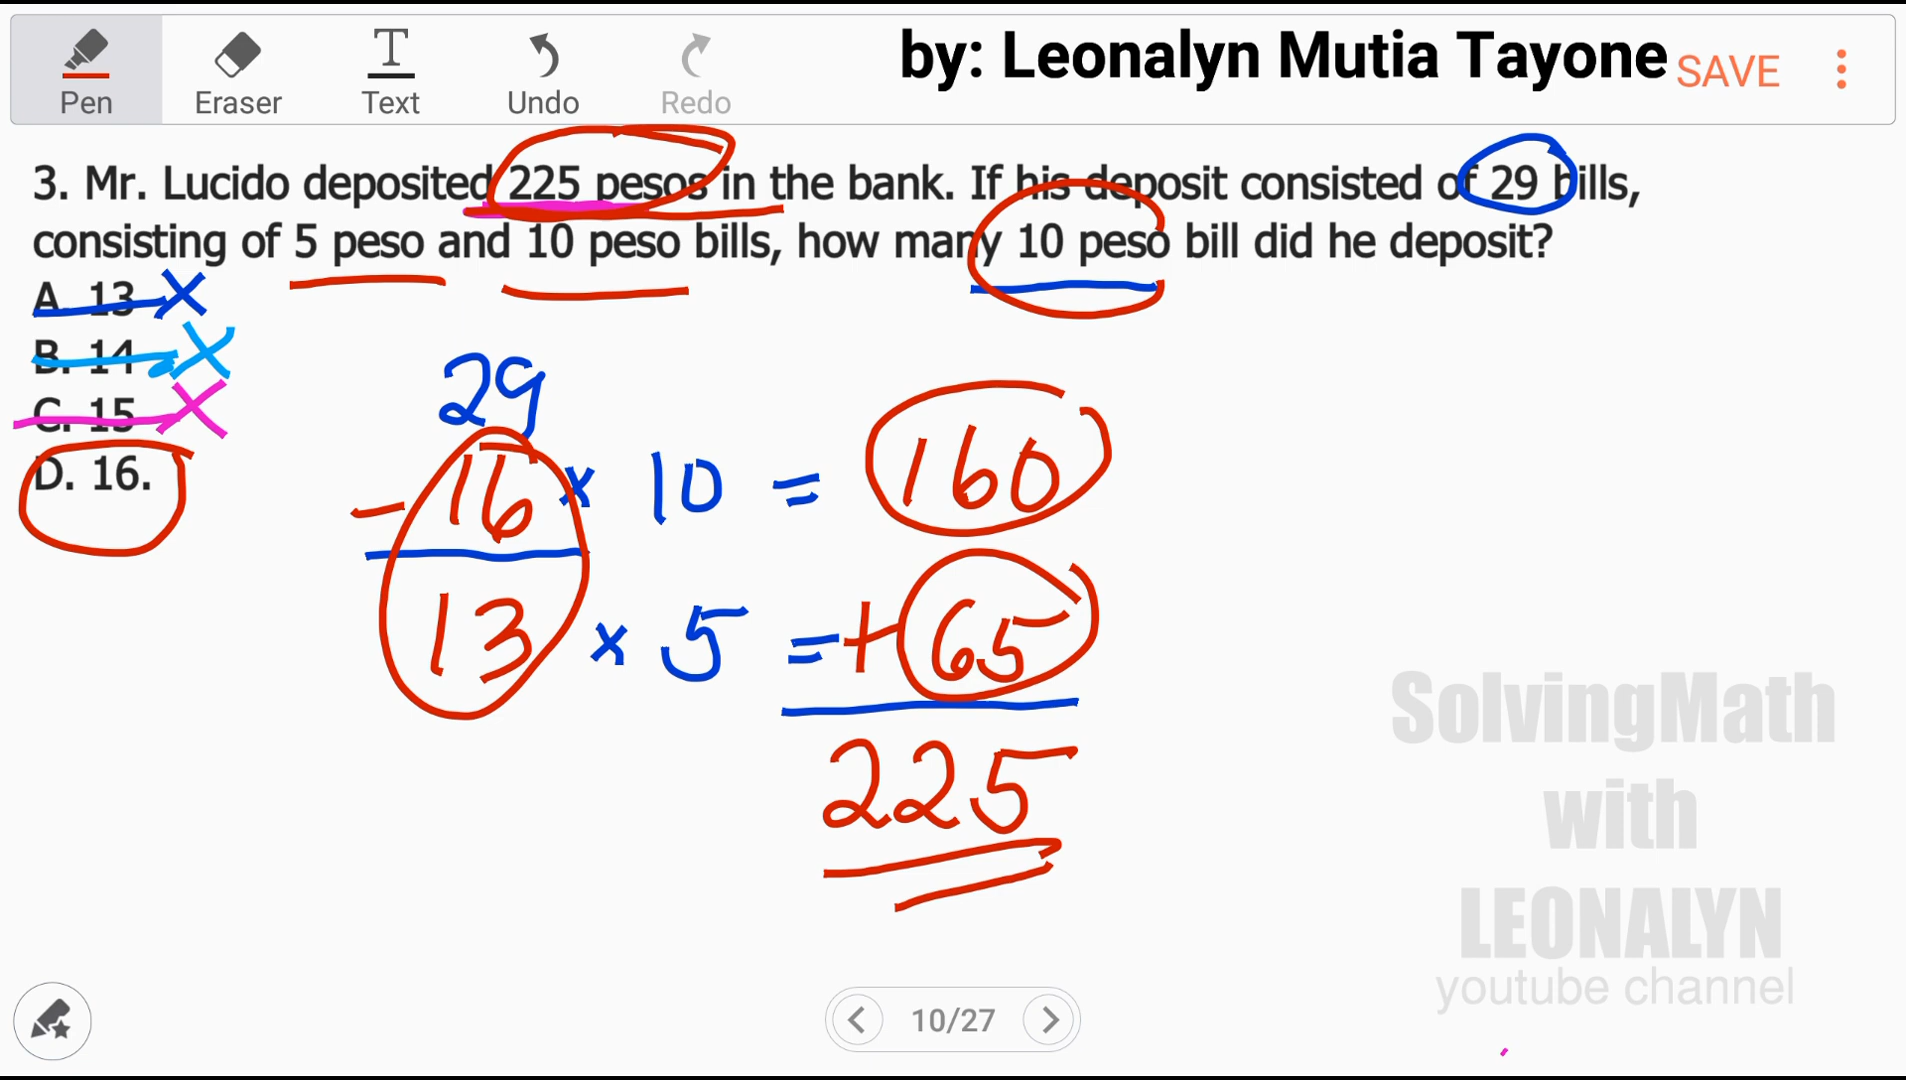 by: Leonalyn Mutia Tayone
SAVE
Pen
Eraser
Text
Undo
Redo
3. Mr. Lucido deposited 225 pesos in the bank. If his deposit consisted of 29 bills,
consisting of 5 peso and 10 peso bills, how many 10 peso bill did he deposit?
A. 13
B. 14
C. 15
D. 16.
29
- 16 x 10 = 160
13 x 5 = + 65
225
SolvingMath
with
LEONALYN
youtube channel
10/27